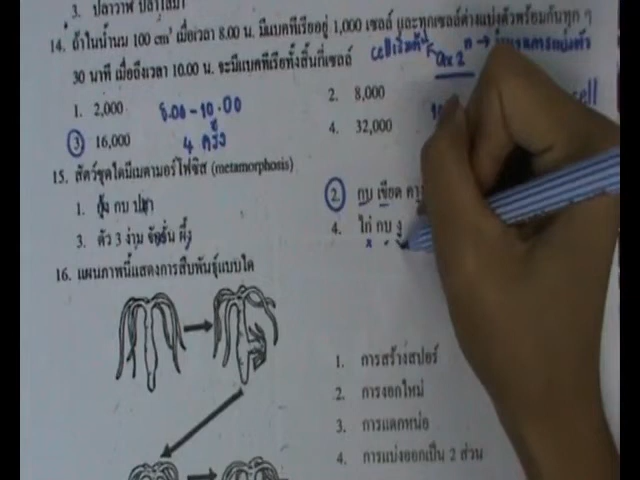 3. ปลาวาฬ ปลาโลมา
14. ถ้าในน้ำนม 100 cm³ เมื่อเวลา 8.00 น. มีแบคทีเรียอยู่ 1,000 เซลล์ และทุกเซลล์ต่างแบ่งตัวพร้อมกันทุก ๆ
30 นาที เมื่อถึงเวลา 10.00 น. จะมีแบคทีเรียทั้งสิ้นกี่เซลล์
1. 2,000
8.00 - 10.00
2. 8,000
cell
3 16,000
4 ครั้ง
4. 32,000
15. สัตว์ชุดใดมีเมตามอร์โฟซิส (metamorphosis)
1. กุ้ง กบ ปลา
2. กบ เขียด
3. ตัว 3 ง่าม จักจั่น ผึ้ง
4. ไก่ กบ งู
16. แผนภาพนี้แสดงการสืบพันธุ์แบบใด
1. การสร้างสปอร์
2. การงอกใหม่
3. การแตกหน่อ
4. การแบ่งออกเป็น 2 ส่วน